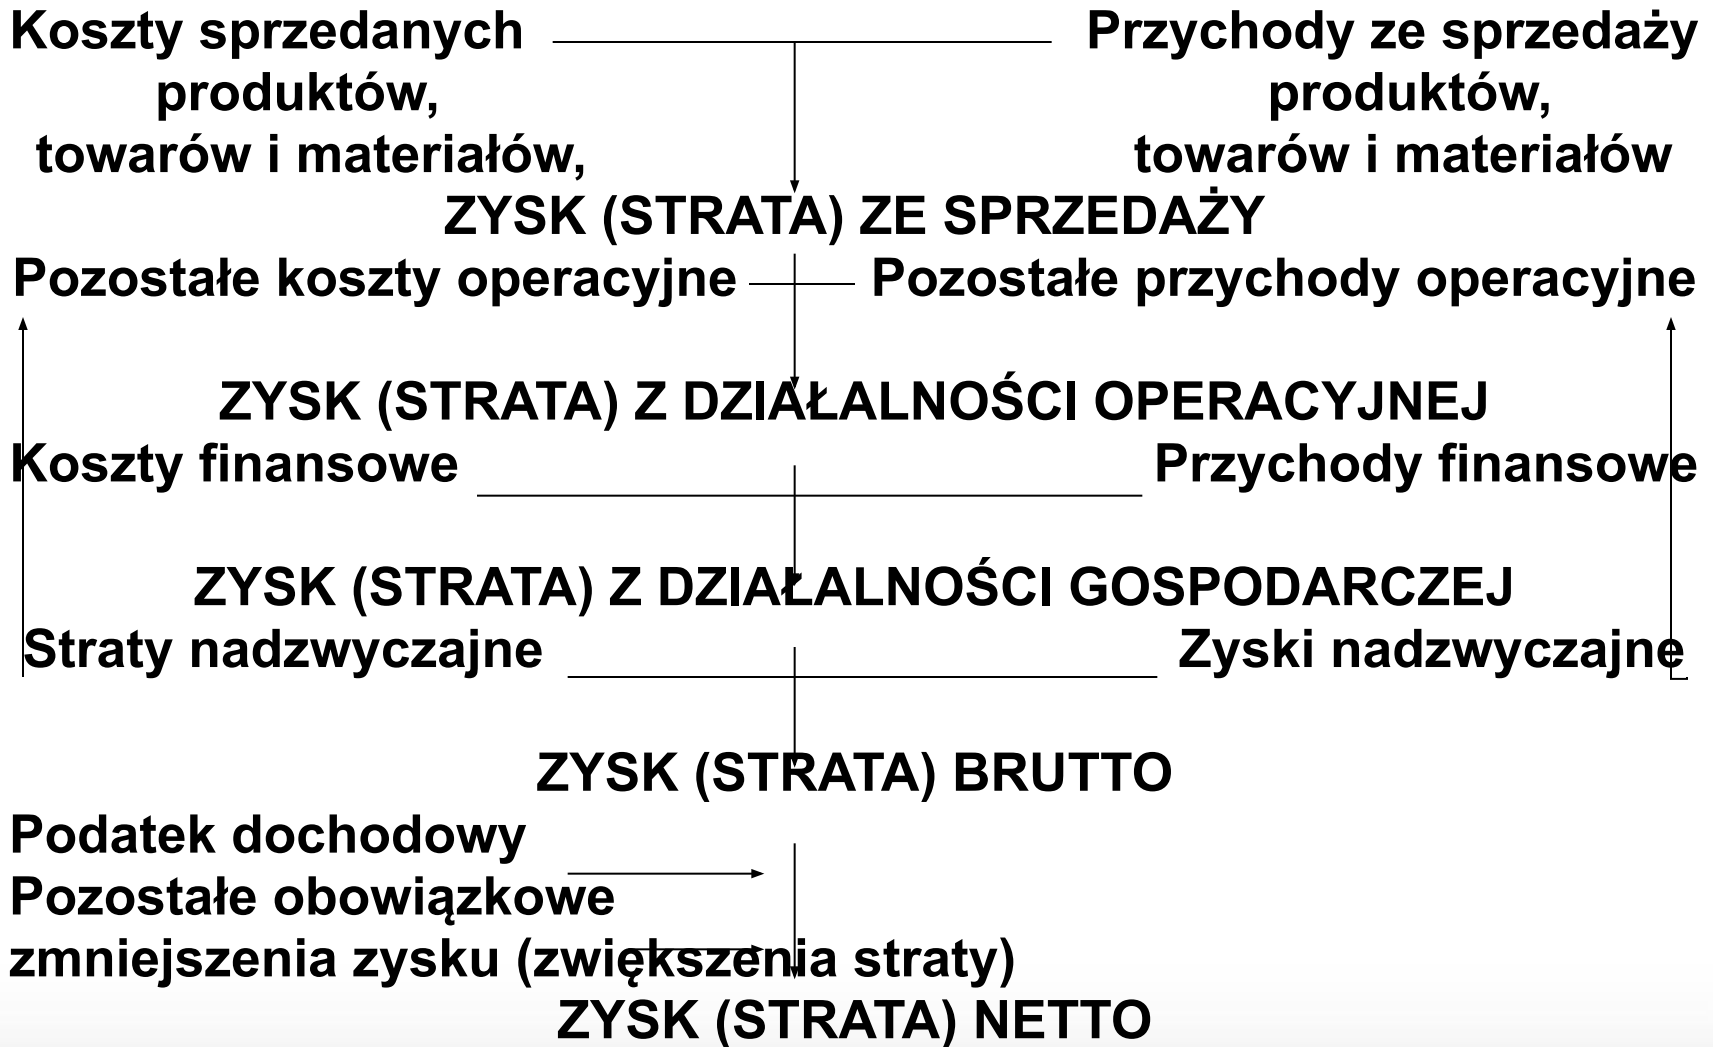 Koszty sprzedanych Przychody ze sprzedaży
produktów, produktów,
towarów i materiałów, towarów i materiałów
ZYSK (STRATA) ZE SPRZEDAŻY
Pozostałe koszty operacyjne Pozostałe przychody operacyjne
ZYSK (STRATA) Z DZIAŁALNOŚCI OPERACYJNEJ
Koszty finansowe Przychody finansowe
ZYSK (STRATA) Z DZIAŁALNOŚCI GOSPODARCZEJ
Straty nadzwyczajne Zyski nadzwyczajne
ZYSK (STRATA) BRUTTO
Podatek dochodowy
Pozostałe obowiązkowe
zmniejszenia zysku (zwiększenia straty)
ZYSK (STRATA) NETTO